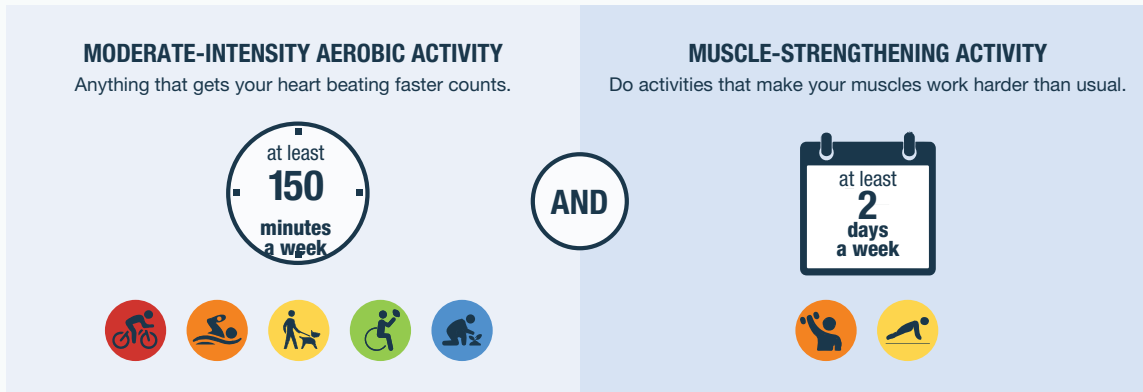 MODERATE-INTENSITY AEROBIC ACTIVITY
Anything that gets your heart beating faster counts.
at least
150
minutes
a week
AND
MUSCLE-STRENGTHENING ACTIVITY
Do activities that make your muscles work harder than usual.
at least
2
days
a week